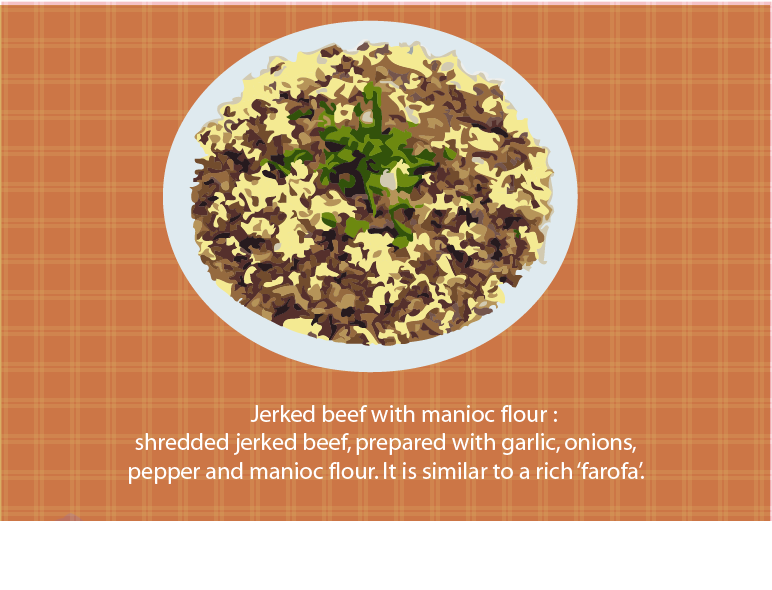 Jerked beef with manioc flour :
shredded jerked beef, prepared with garlic, onions,
pepper and manioc flour. It is similar to a rich ‘farofa’.